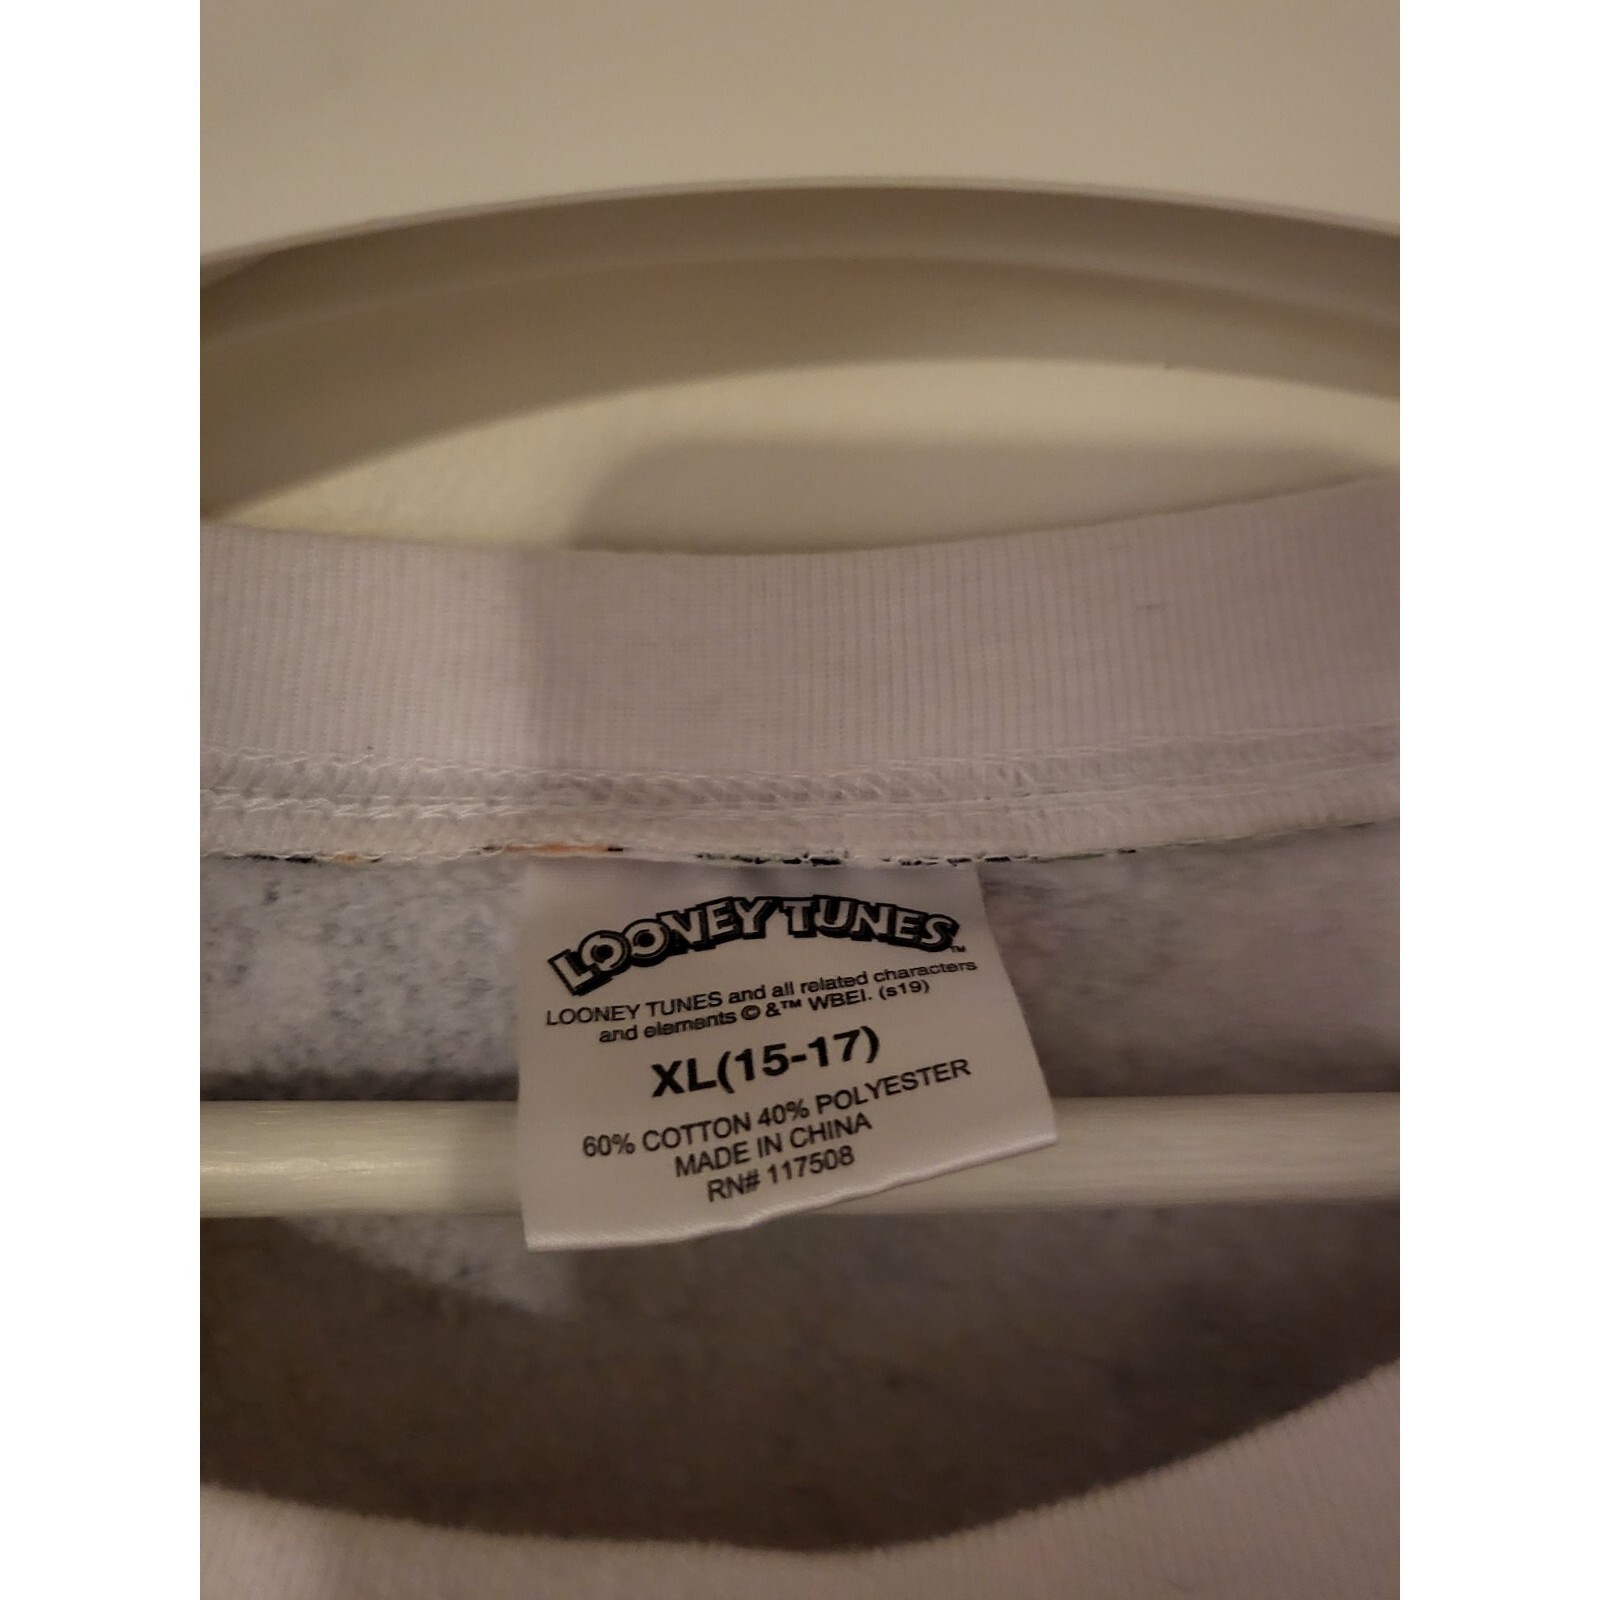 LOONEY TUNES™
LOONEY TUNES and all related characters
and elements © &™ WBEI. (s19)
XL(15-17)
60% COTTON 40% POLYESTER
MADE IN CHINA
RN# 117508